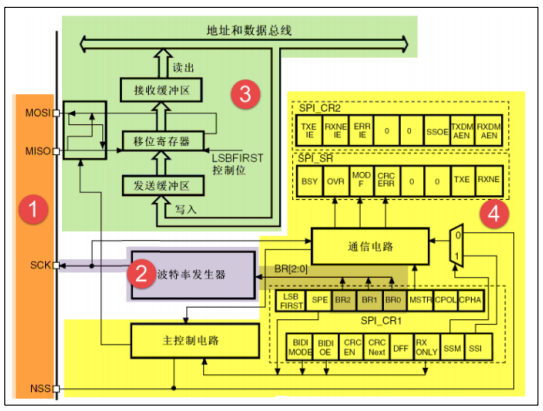 地址和数据总线
读出
接收缓冲区
3
MOSI
移位寄存器
MISO
LSBFIRST
控制位
发送缓冲区
写入
1
SPI_CR2
TXE IE
RXNE IE
ERR IE
0
0
SSOE
TXDM AEN
RXDM AEN
SPI_SR
BSY
OVR
MOD F
CRC ERR
0
0
TXE
RXNE
4
通信电路
0
1
SCK
2
波特率发生器
BR[2:0]
LSB FIRST
SPE
BR2
BR1
BR0
MSTR
CPOL
CPHA
SPI_CR1
主控制电路
BIDI MODE
BIDI OE
CRC EN
CRC Next
DFF
RX ONLY
SSM
SSI
NSS